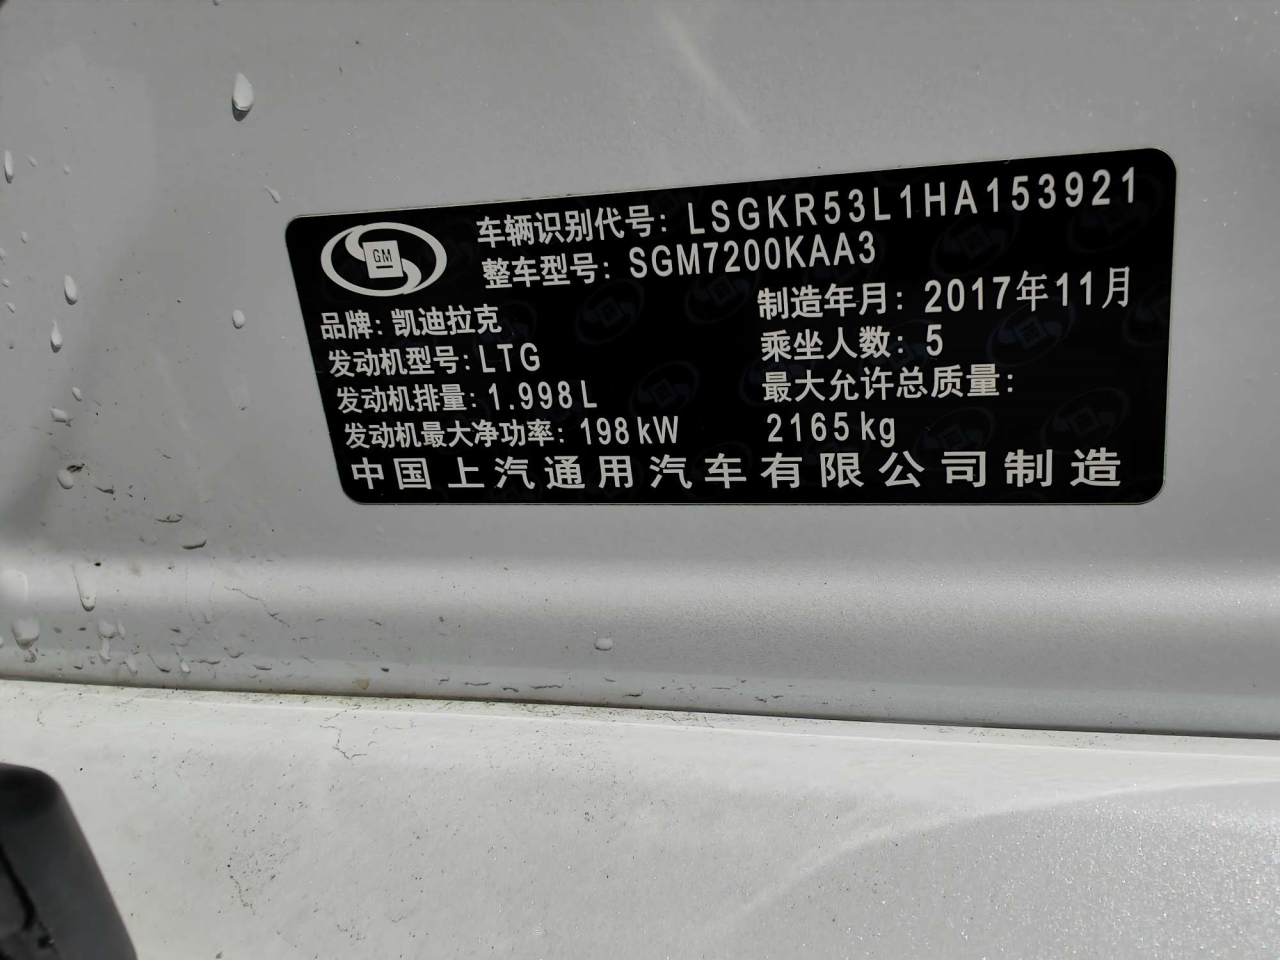 GM
车辆识别代号: LSGKR53L1HA153921
整车型号: SGM7200KAA3
品牌: 凯迪拉克
制造年月: 2017年11月
发动机型号: LTG
乘坐人数: 5
发动机排量: 1.998L
最大允许总质量:
2165kg
发动机最大净功率: 198kW
中国上汽通用汽车有限公司制造